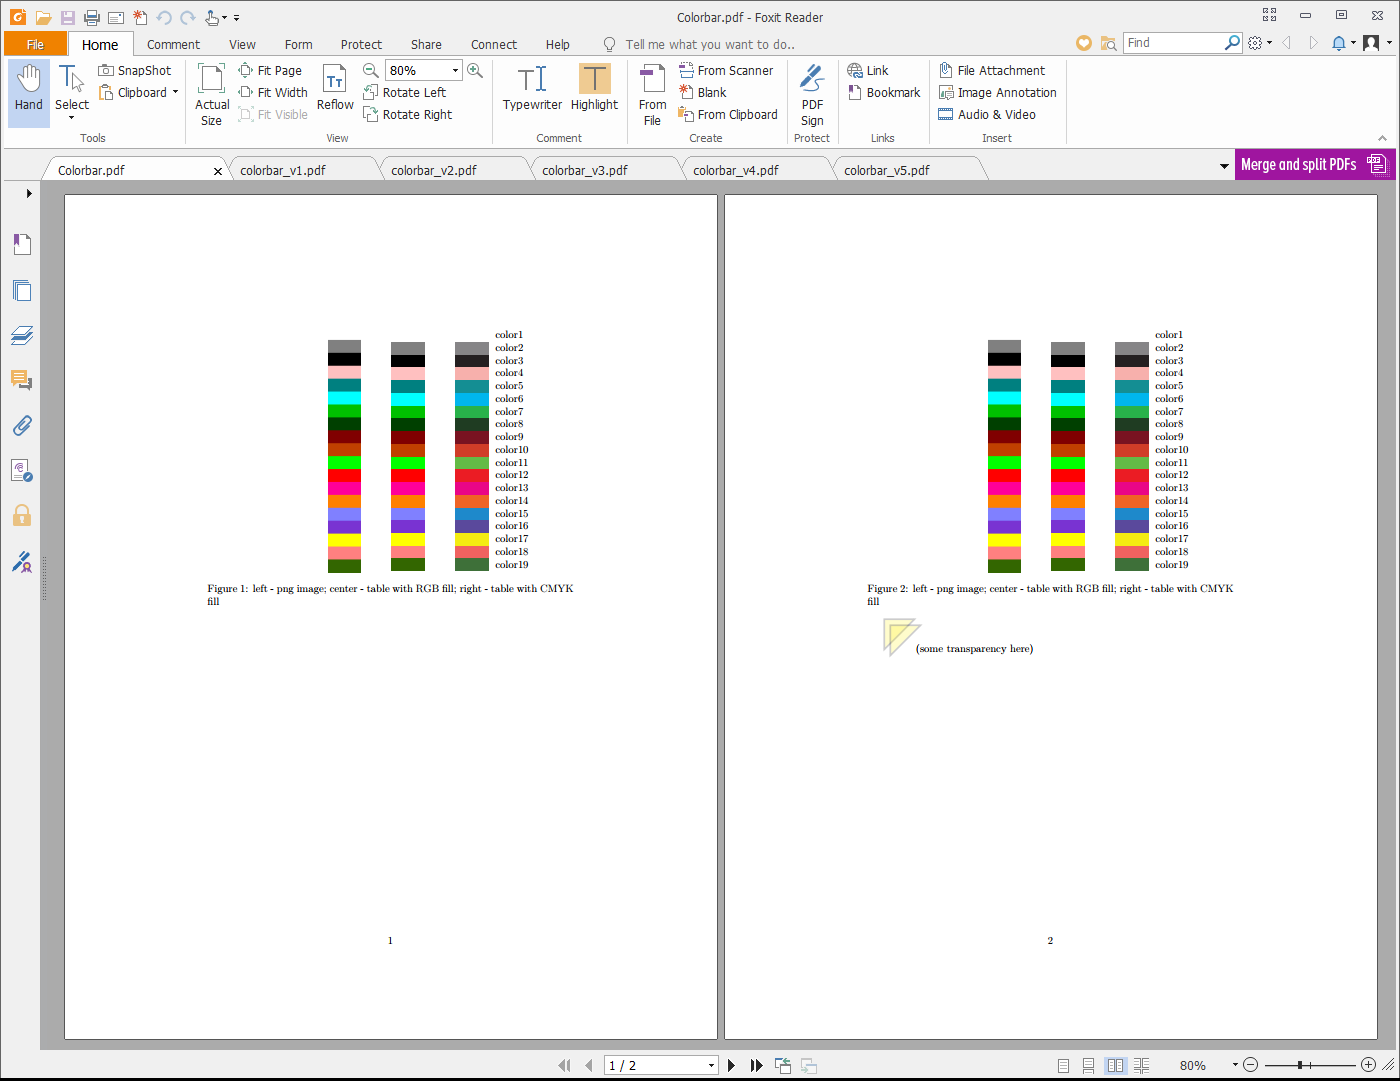 Colorbar.pdf - Foxit Reader
File Home Comment View Form Protect Share Connect Help Tell me what you want to do.. Find
Hand
Select
SnapShot
Clipboard
Tools
Actual
Size
Fit Page
Fit Width
Fit Visible
Reflow
80%
Rotate Left
Rotate Right
View
Typewriter
Highlight
Comment
From
File
From Scanner
Blank
From Clipboard
Create
PDF
Sign
Protect
Link
Bookmark
Links
File Attachment
Image Annotation
Audio & Video
Insert
Colorbar.pdf colorbar_v1.pdf colorbar_v2.pdf colorbar_v3.pdf colorbar_v4.pdf colorbar_v5.pdf Merge and split PDFs
color1
color2
color3
color4
color5
color6
color7
color8
color9
color10
color11
color12
color13
color14
color15
color16
color17
color18
color19
Figure 1: left - png image; center - table with RGB fill; right - table with CMYK
fill
1
color1
color2
color3
color4
color5
color6
color7
color8
color9
color10
color11
color12
color13
color14
color15
color16
color17
color18
color19
Figure 2: left - png image; center - table with RGB fill; right - table with CMYK
fill
(some transparency here)
2
1 / 2
80%